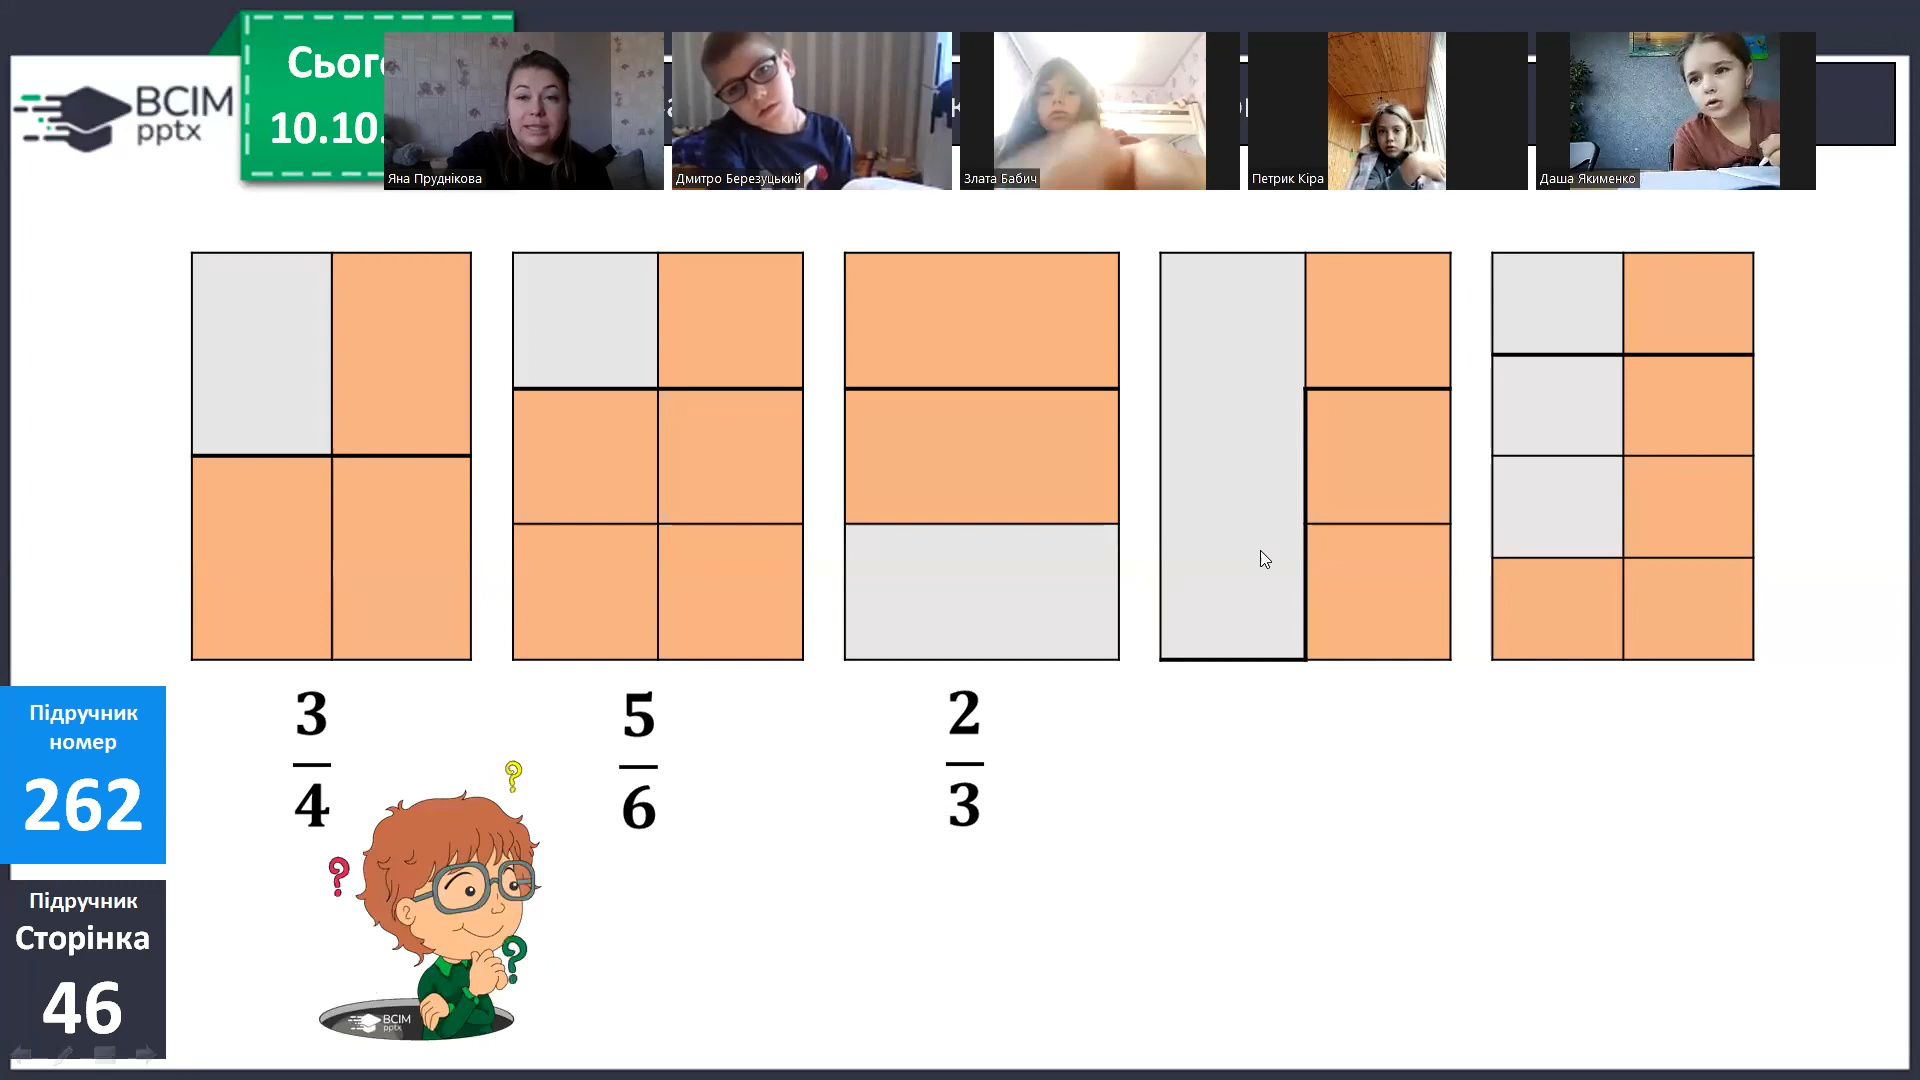 Сього
10.10.
ВСІМ
pptx
Яна Пруднікова
Дмитро Березуцький
Злата Бабич
Петрик Кіра
Даша Якименко
3
4
5
6
2
3
Підручник
номер
262
Підручник
Сторінка
46
ВСІМ
pptx